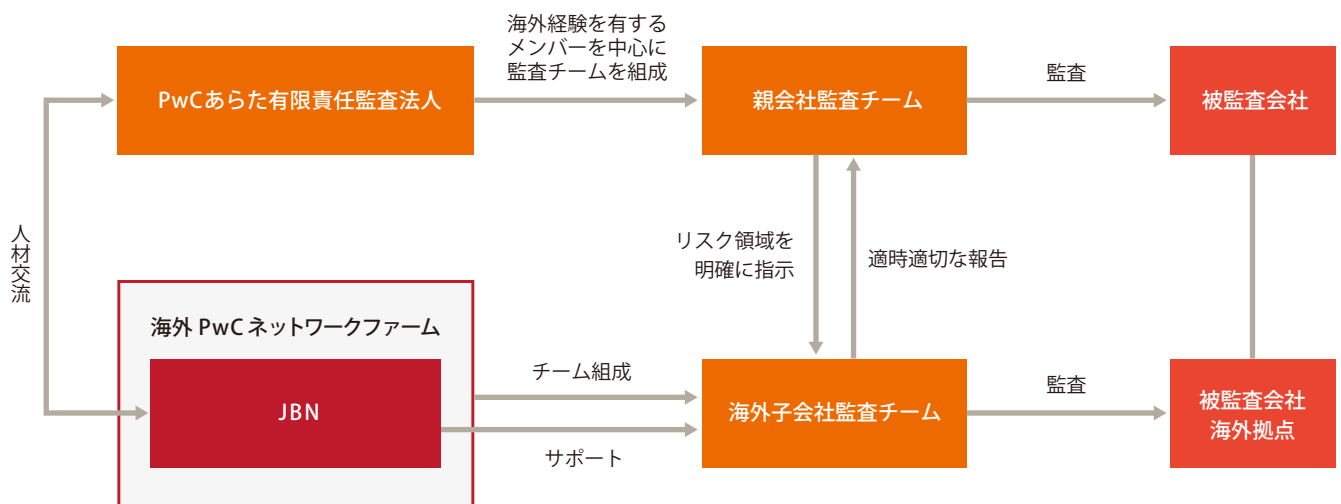 海外経験を有する
メンバーを中心に
監査チームを組成
PwCあらた有限責任監査法人
親会社監査チーム
監査
被監査会社
人材交流
リスク領域を
明確に指示
適時適切な報告
海外 PwC ネットワークファーム
JBN
チーム組成
サポート
海外子会社監査チーム
監査
被監査会社
海外拠点